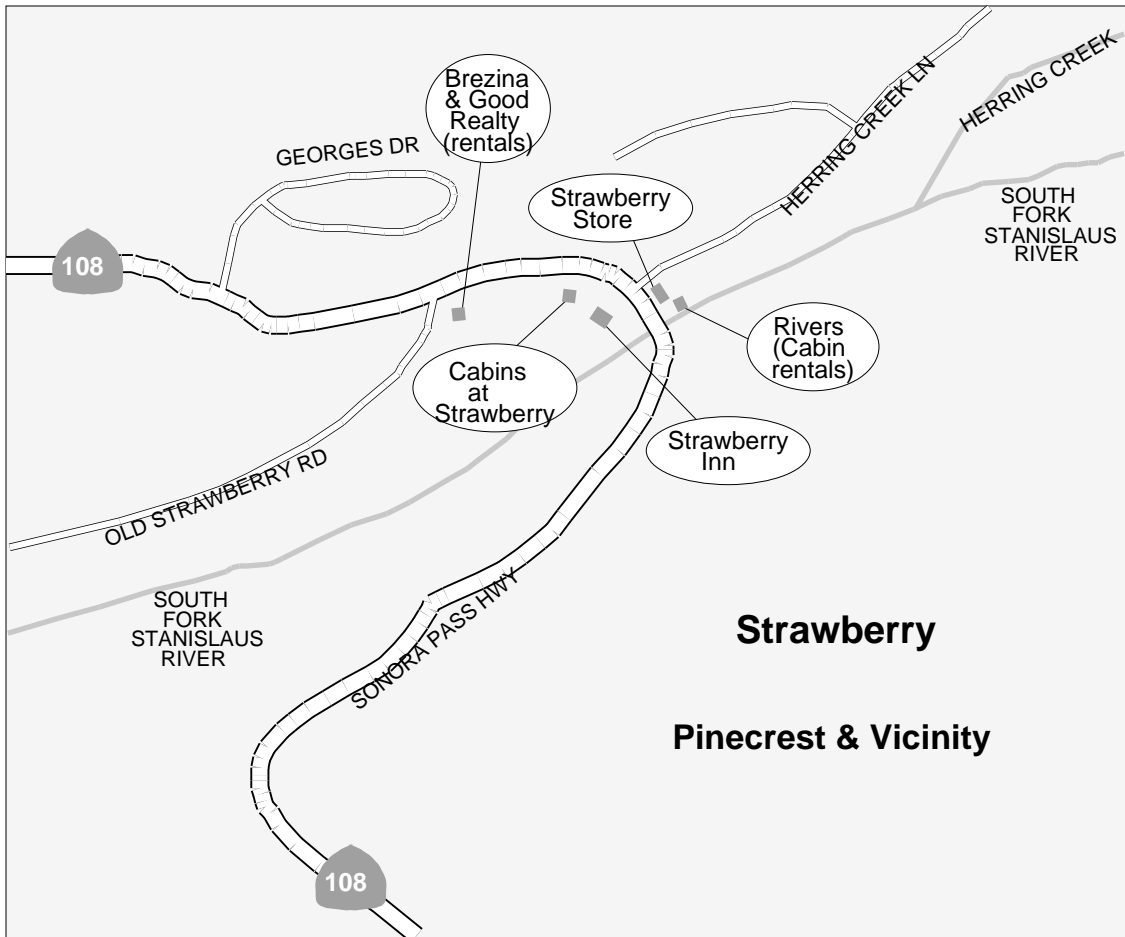 HERRING CREEK
HERRING CREEK LN
Brezina
& Good
Realty
(rentals)
GEORGES DR
Strawberry
Store
SOUTH
FORK
STANISLAUS
RIVER
108
Rivers
(Cabin
rentals)
Cabins
at
Strawberry
Strawberry
Inn
OLD STRAWBERRY RD
SOUTH
FORK
STANISLAUS
RIVER
SONORA PASS HWY
Strawberry
Pinecrest & Vicinity
108